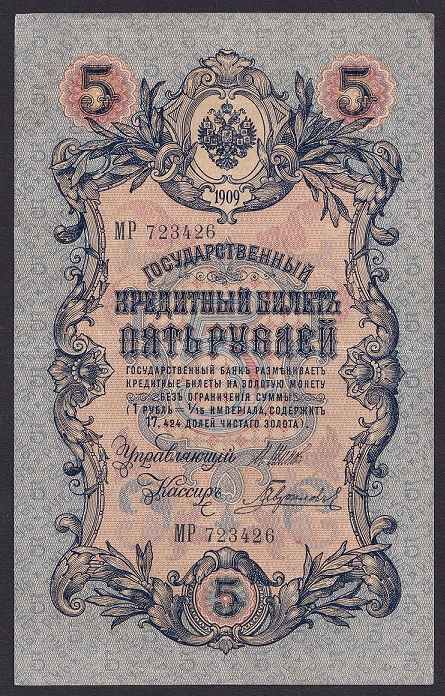 5 5
1909
МР 723426
ГОСУДАРСТВЕННЫЙ
КРЕДИТНЫЙ БИЛЕТЪ
ПЯТЬ РУБЛЕЙ
ГОСУДАРСТВЕННЫЙ БАНКЪ РАЗМѢНИВАЕТЪ
КРЕДИТНЫЕ БИЛЕТЫ НА ЗОЛОТУЮ МОНЕТУ
БЕЗЪ ОГРАНИЧЕНІЯ СУММЫ
(1 РУБЛЬ = 1/15 ИМПЕРІАЛА, СОДЕРЖИТЪ
17,424 ДОЛЕЙ ЧИСТАГО ЗОЛОТА).
Управляющій
Кассиръ
МР 723426
5